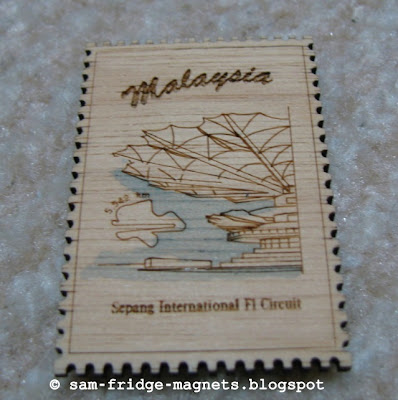 Malaysia
Sepang International F1 Circuit
© sam-fridge-magnets.blogspot